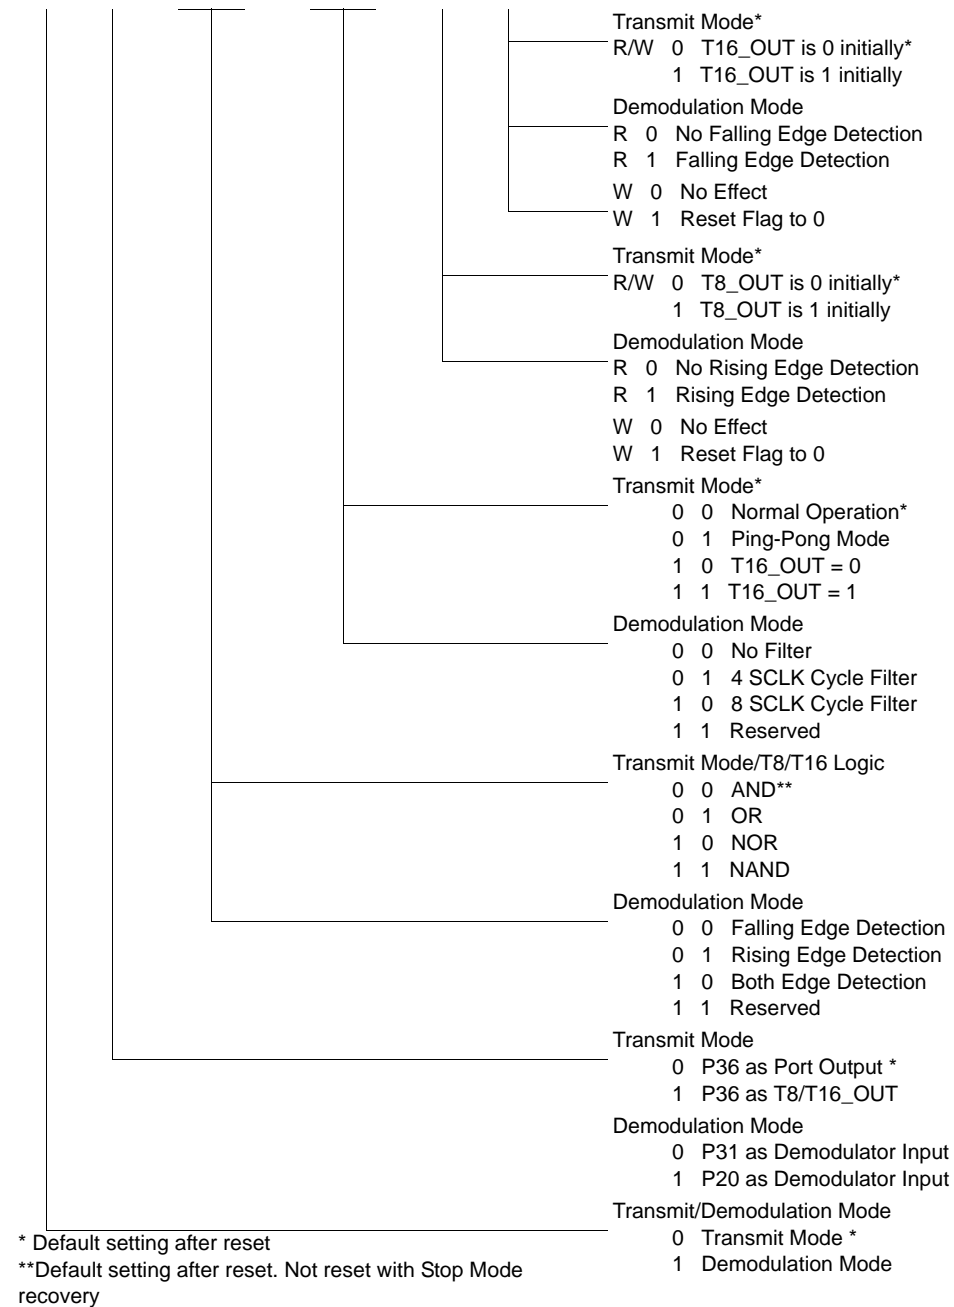 Transmit Mode*
R/W 0 T16_OUT is 0 initially*
1 T16_OUT is 1 initially
Demodulation Mode
R 0 No Falling Edge Detection
R 1 Falling Edge Detection
W 0 No Effect
W 1 Reset Flag to 0
Transmit Mode*
R/W 0 T8_OUT is 0 initially*
1 T8_OUT is 1 initially
Demodulation Mode
R 0 No Rising Edge Detection
R 1 Rising Edge Detection
W 0 No Effect
W 1 Reset Flag to 0
Transmit Mode*
0 0 Normal Operation*
0 1 Ping-Pong Mode
1 0 T16_OUT = 0
1 1 T16_OUT = 1
Demodulation Mode
0 0 No Filter
0 1 4 SCLK Cycle Filter
1 0 8 SCLK Cycle Filter
1 1 Reserved
Transmit Mode/T8/T16 Logic
0 0 AND**
0 1 OR
1 0 NOR
1 1 NAND
Demodulation Mode
0 0 Falling Edge Detection
0 1 Rising Edge Detection
1 0 Both Edge Detection
1 1 Reserved
Transmit Mode
0 P36 as Port Output *
1 P36 as T8/T16_OUT
Demodulation Mode
0 P31 as Demodulator Input
1 P20 as Demodulator Input
Transmit/Demodulation Mode
0 Transmit Mode *
1 Demodulation Mode
* Default setting after reset
**Default setting after reset. Not reset with Stop Mode
recovery